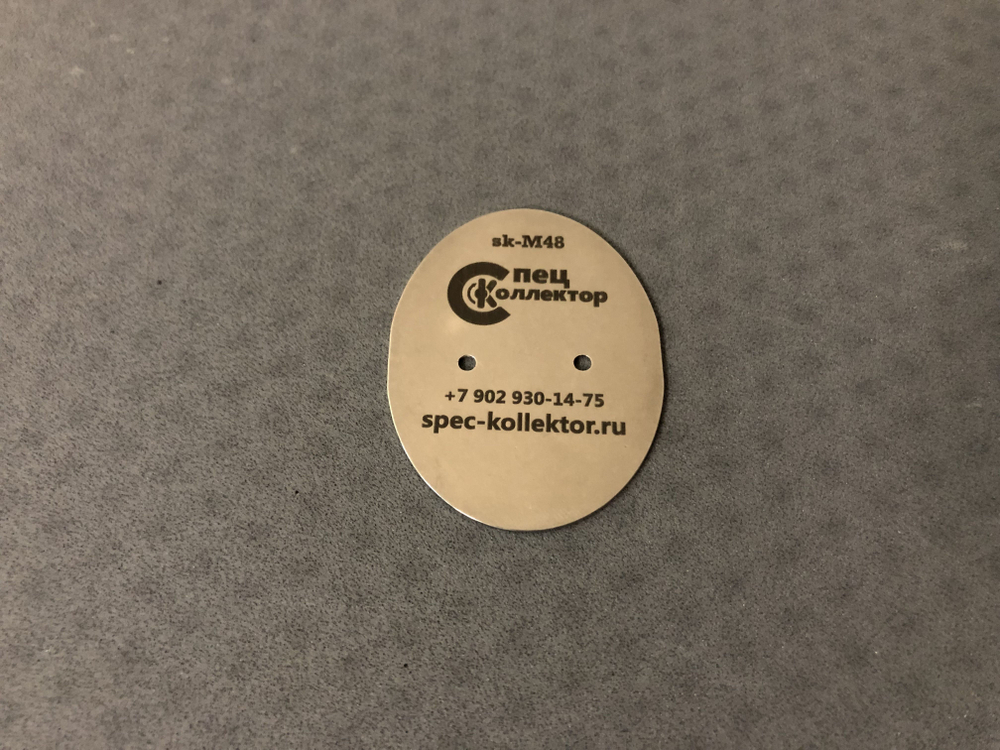 sk-M48
Спец
Коллектор
+7 902 930-14-75
spec-kollektor.ru